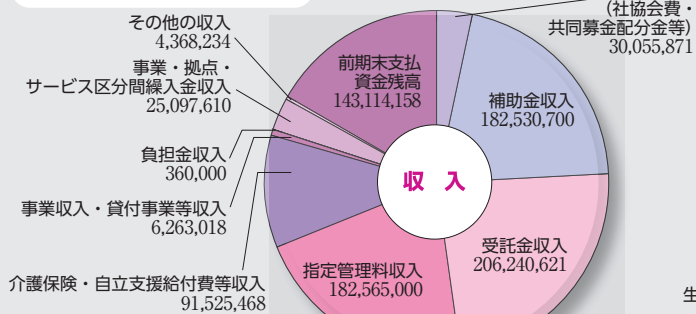 (社協会費・
共同募金配分金等)
30,055,871
補助金収入
182,530,700
受託金収入
206,240,621
指定管理料収入
182,565,000
介護保険・自立支援給付費等収入
91,525,468
事業収入・貸付事業等収入
6,263,018
負担金収入
360,000
事業・拠点・
サービス区分間繰入金収入
25,097,610
その他の収入
4,368,234
前期末支払
資金残高
143,114,158
収 入
生